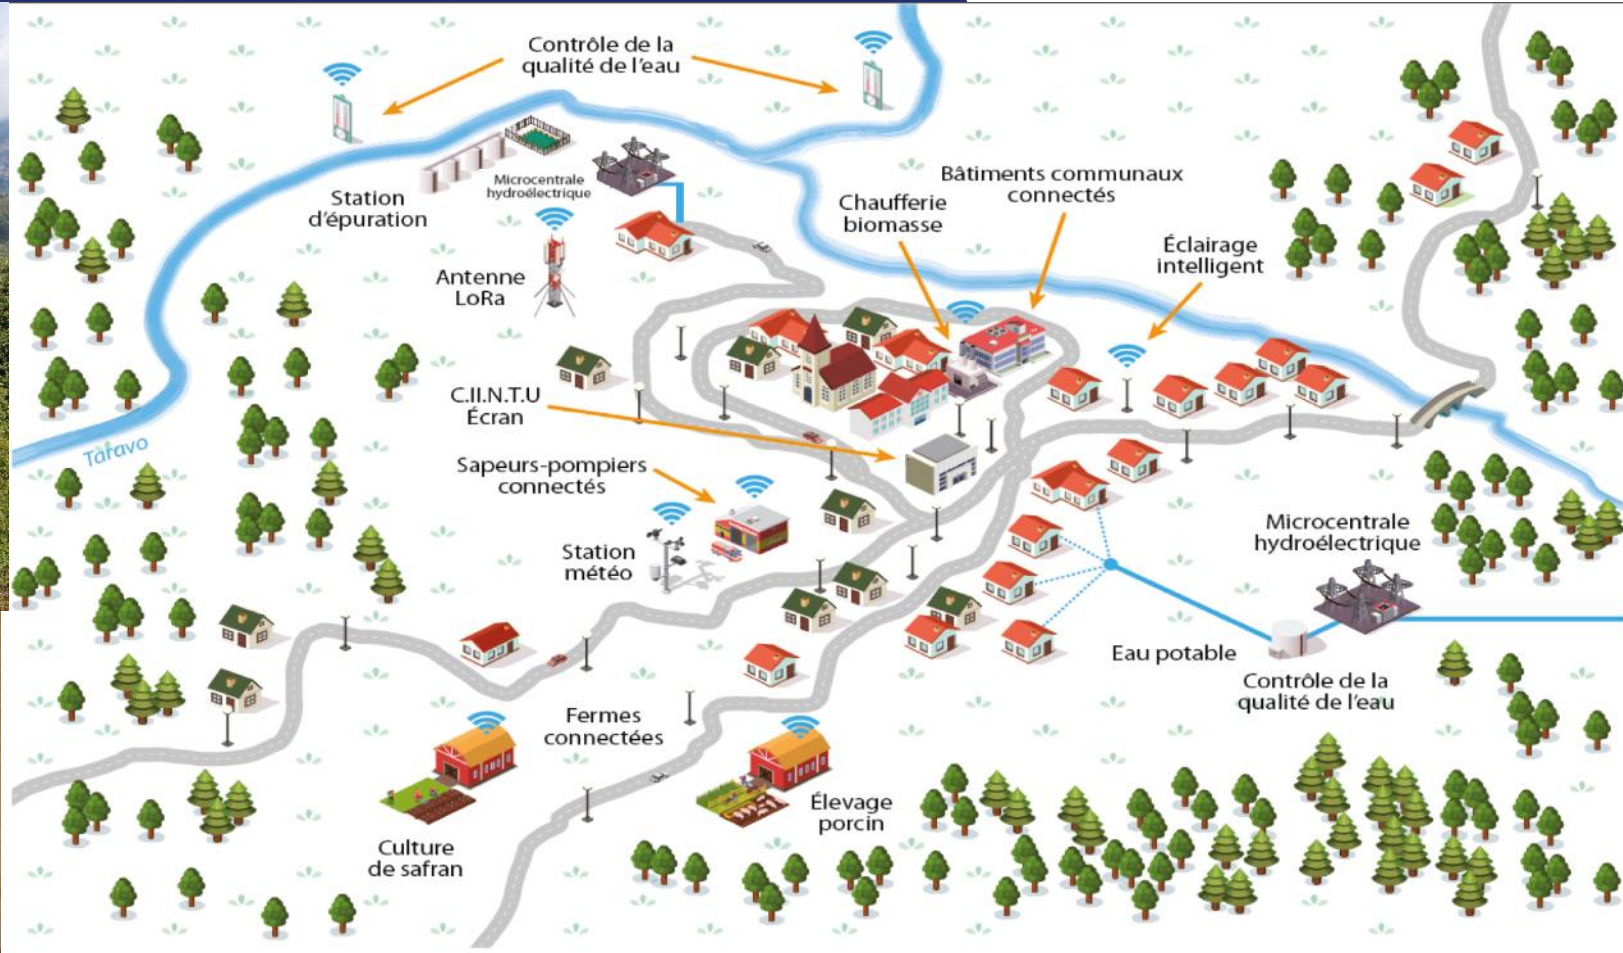 Contrôle de la
qualité de l'eau
Station
d'épuration
Microcentrale
hydroélectrique
Antenne
LoRa
Chaufferie
biomasse
Bâtiments communaux
connectés
Éclairage
intelligent
C.II.N.T.U
Écran
Taravo
Sapeurs-pompiers
connectés
Station
météo
Microcentrale
hydroélectrique
Eau potable
Contrôle de la
qualité de l'eau
Fermes
connectées
Culture
de safran
Élevage
porcin